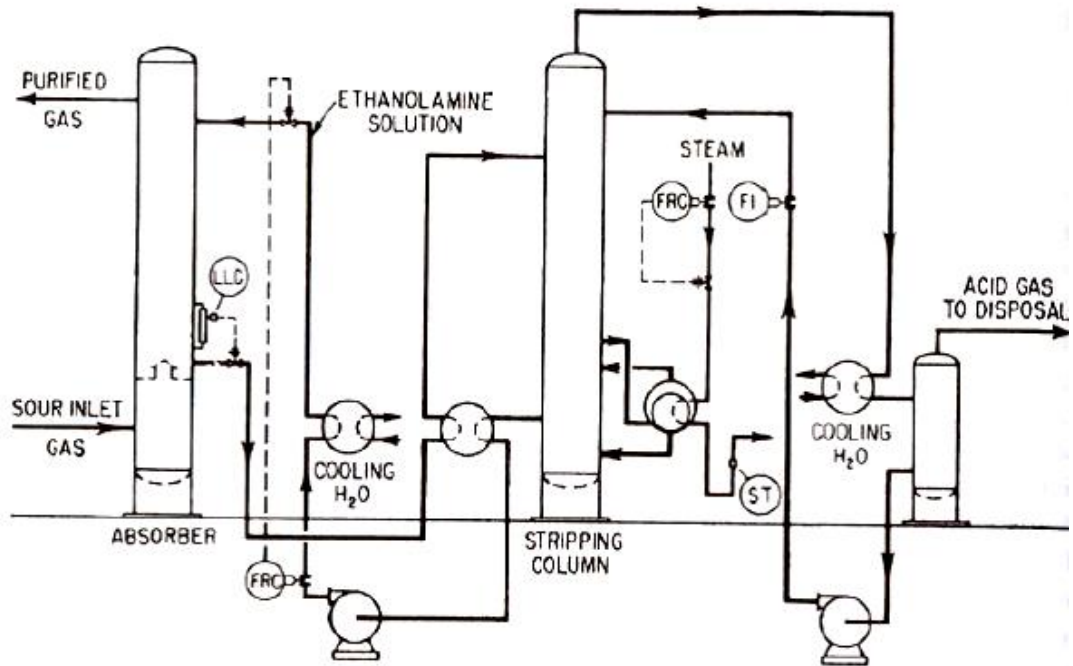 PURIFIED
GAS
ETHANOLAMINE
SOLUTION
STEAM
FRC
FI
LLC
ACID GAS
TO DISPOSAL
SOUR INLET
GAS
COOLING
H₂O
COOLING
H₂O
ST
ABSORBER
STRIPPING
COLUMN
FRC